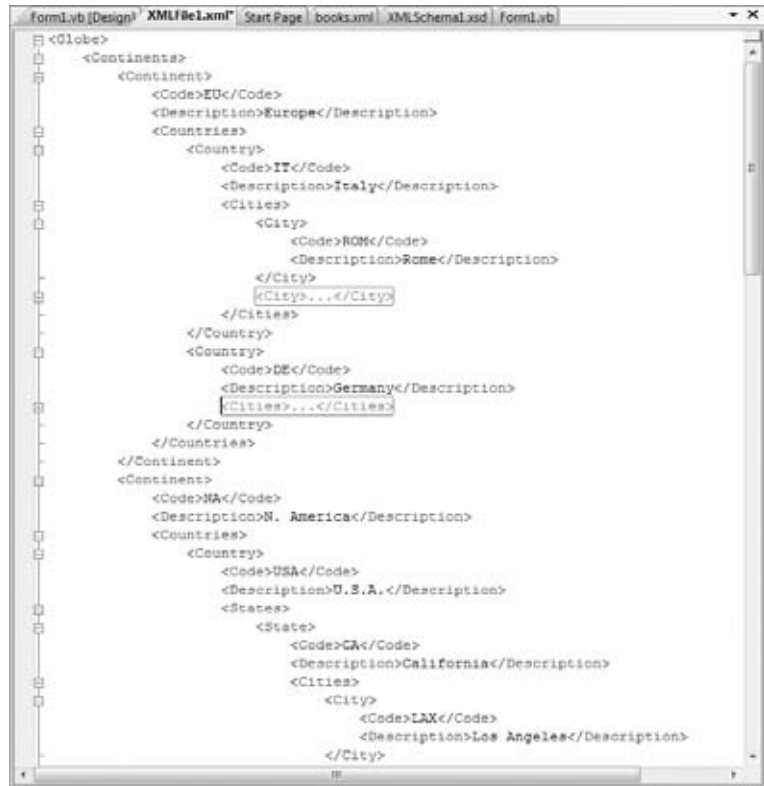 Form1.vb [Design] XMLFile1.xml* Start Page books.xml XMLSchema1.xsd Form1.vb
<Globe>
<Continents>
<Continent>
<Code>EU</Code>
<Description>Europe</Description>
<Countries>
<Country>
<Code>IT</Code>
<Description>Italy</Description>
<Cities>
<City>
<Code>ROM</Code>
<Description>Rome</Description>
</City>
<City>...</City>
</Cities>
</Country>
<Country>
<Code>DE</Code>
<Description>Germany</Description>
<Cities>...</Cities>
</Country>
</Countries>
</Continent>
<Continent>
<Code>NA</Code>
<Description>N. America</Description>
<Countries>
<Country>
<Code>USA</Code>
<Description>U.S.A.</Description>
<States>
<State>
<Code>CA</Code>
<Description>California</Description>
<Cities>
<City>
<Code>LAX</Code>
<Description>Los Angeles</Description>
</City>